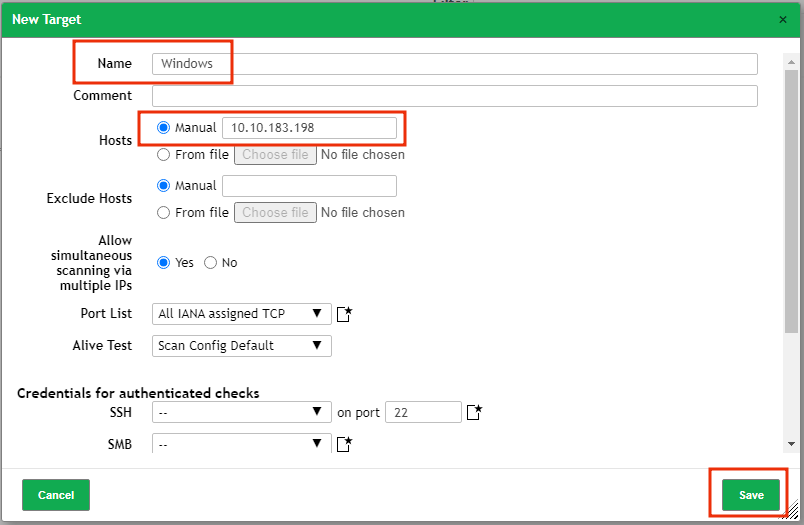 New Target ×
Name Windows
Comment
Hosts Manual 10.10.183.198
From file Choose file No file chosen
Exclude Hosts Manual
From file Choose file No file chosen
Allow
simultaneous
scanning via
multiple IPs
Yes No
Port List All IANA assigned TCP ▼
Alive Test Scan Config Default ▼
Credentials for authenticated checks
SSH -- ▼ on port 22
SMB -- ▼
Cancel Save